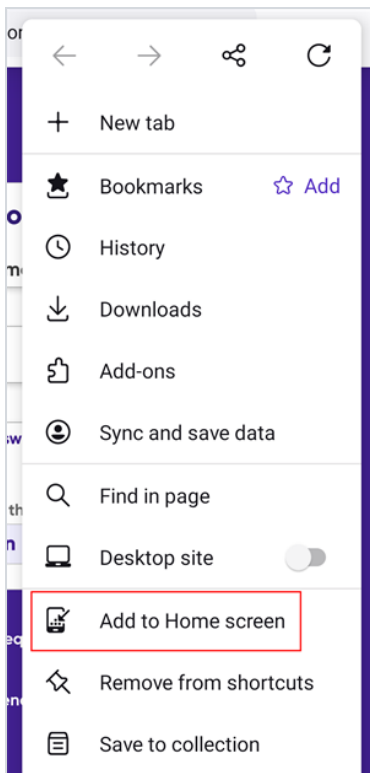 New tab
Bookmarks Add
History
Downloads
Add-ons
Sync and save data
Find in page
Desktop site
Add to Home screen
Remove from shortcuts
Save to collection